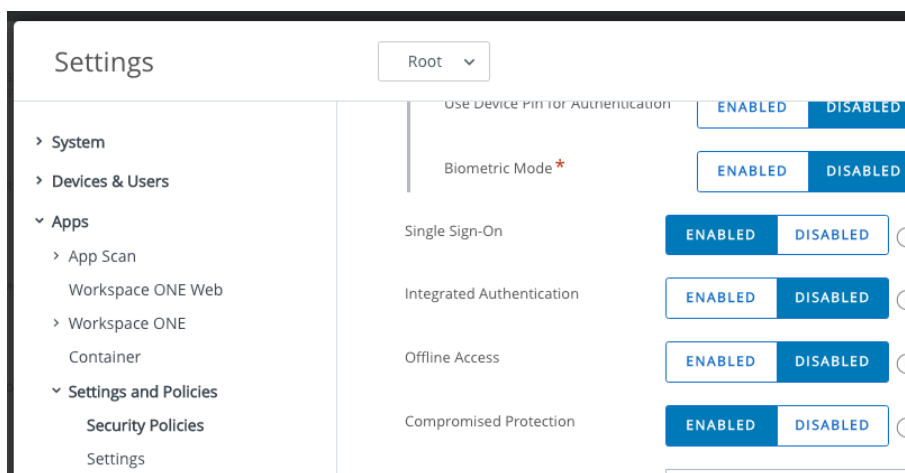 Settings
Root
System
Devices & Users
Apps
App Scan
Workspace ONE Web
Workspace ONE
Container
Settings and Policies
Security Policies
Settings
Use Device Pin for Authentication ENABLED DISABLED
Biometric Mode * ENABLED DISABLED
Single Sign-On ENABLED DISABLED
Integrated Authentication ENABLED DISABLED
Offline Access ENABLED DISABLED
Compromised Protection ENABLED DISABLED